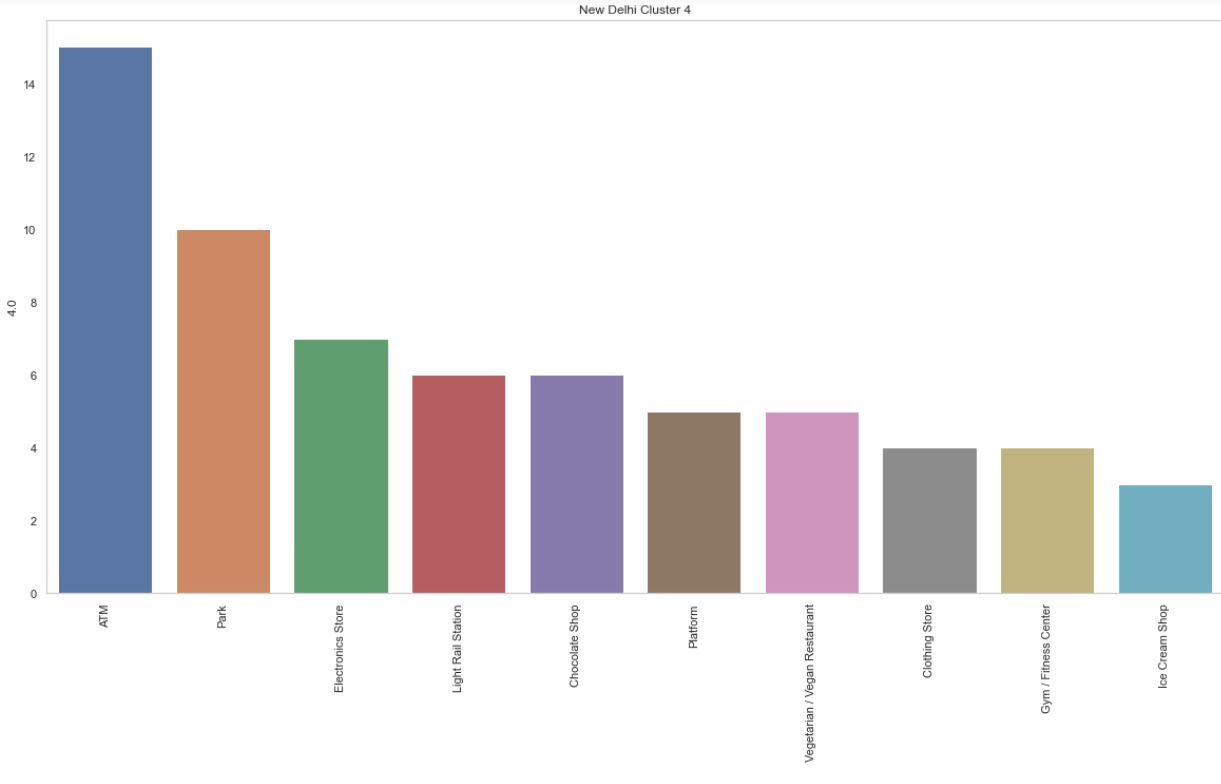 New Delhi Cluster 4
14
12
10
8
6
4
2
0
4.0
ATM
Park
Electronics Store
Light Rail Station
Chocolate Shop
Platform
Vegetarian / Vegan Restaurant
Clothing Store
Gym / Fitness Center
Ice Cream Shop